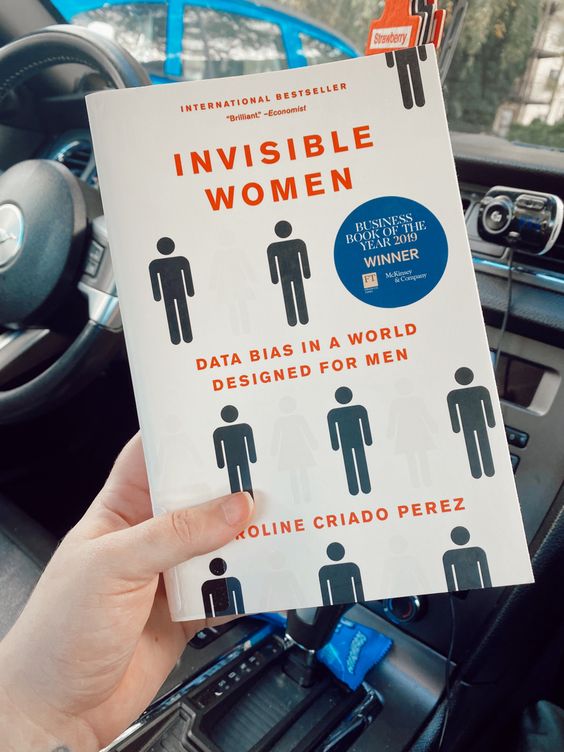 Strawberry
INTERNATIONAL BESTSELLER
"Brilliant." –Economist
INVISIBLE
WOMEN
BUSINESS
BOOK OF THE
YEAR 2019
WINNER
FT
McKinsey
& Company
DATA BIAS IN A WORLD
DESIGNED FOR MEN
ROLINE CRIADO PEREZ